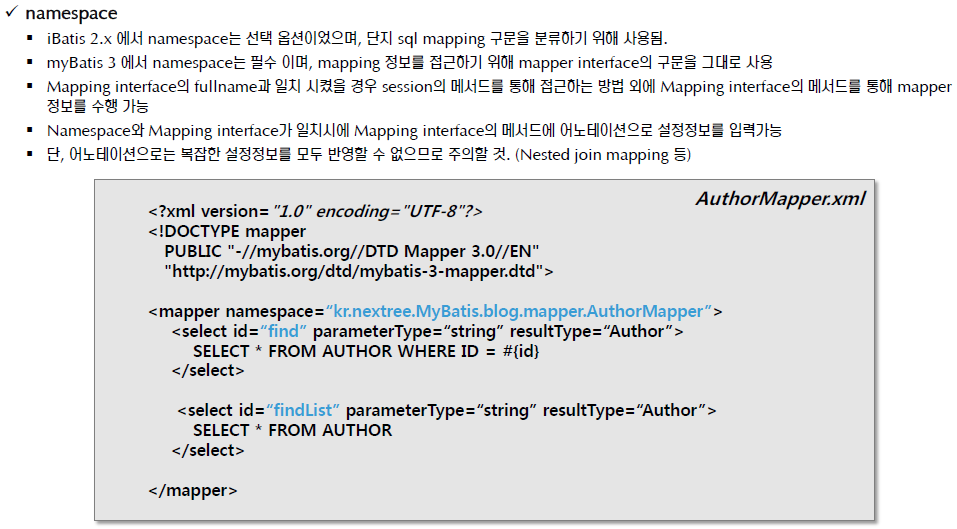 ✓ namespace
▪ iBatis 2.x 에서 namespace는 선택 옵션이었으며, 단지 sql mapping 구문을 분류하기 위해 사용됨.
▪ myBatis 3 에서 namespace는 필수 이며, mapping 정보를 접근하기 위해 mapper interface의 구문을 그대로 사용
▪ Mapping interface의 fullname과 일치 시켰을 경우 session의 메서드를 통해 접근하는 방법 외에 Mapping interface의 메서드를 통해 mapper
정보를 수행 가능
▪ Namespace와 Mapping interface가 일치시에 Mapping interface의 메서드에 어노테이션으로 설정정보를 입력가능
▪ 단, 어노테이션으로는 복잡한 설정정보를 모두 반영할 수 없으므로 주의할 것. (Nested join mapping 등)
AuthorMapper.xml
<?xml version="1.0" encoding="UTF-8"?>
<!DOCTYPE mapper
PUBLIC "-//mybatis.org//DTD Mapper 3.0//EN"
"http://mybatis.org/dtd/mybatis-3-mapper.dtd">
<mapper namespace=“kr.nextree.MyBatis.blog.mapper.AuthorMapper”>
<select id=“find” parameterType=“string” resultType=“Author”>
SELECT * FROM AUTHOR WHERE ID = #{id}
</select>
<select id=“findList” parameterType=“string” resultType=“Author”>
SELECT * FROM AUTHOR
</select>
</mapper>